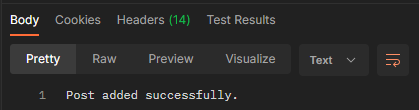 Body Cookies Headers (14) Test Results
Pretty Raw Preview Visualize Text
1 Post added successfully.